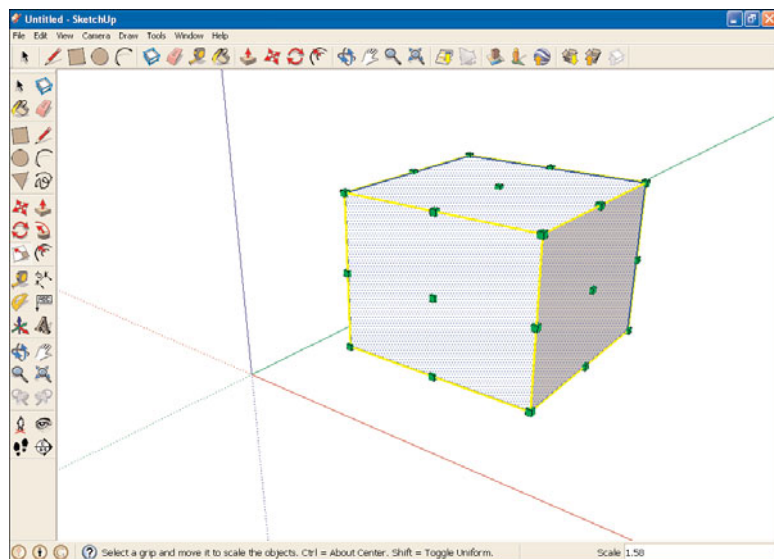 Untitled - SketchUp
File Edit View Camera Draw Tools Window Help
Select a grip and move it to scale the objects. Ctrl = About Center. Shift = Toggle Uniform.
Scale 1.58